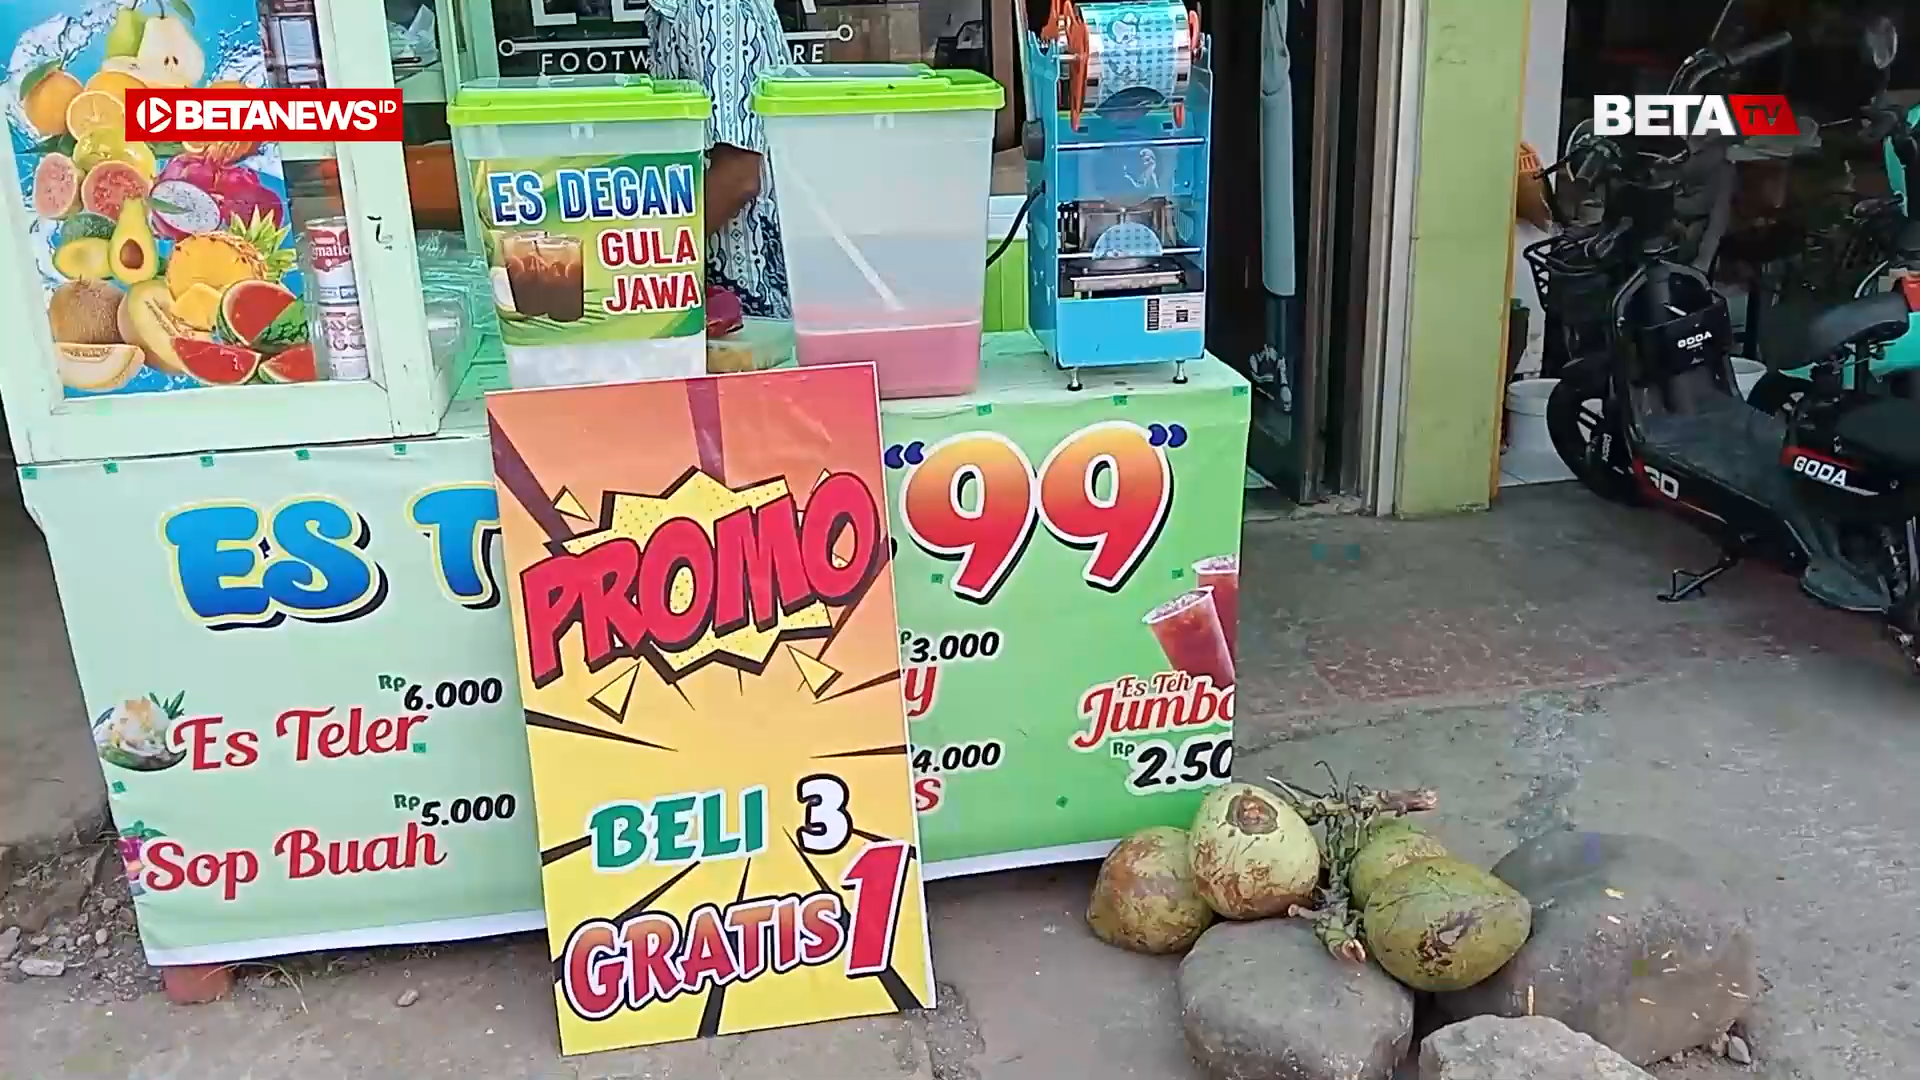 BETANEWS ID
BETA TV
FOOTW
RE
ES DEGAN
GULA
JAWA
PROMO
BELI 3
GRATIS 1
ES T
"99"
Rp 6.000
Es Teler
Rp 5.000
Sop Buah
3.000
y
4.000
s
Es Teh
Jumbo
Rp 2.50
GODA
GODA